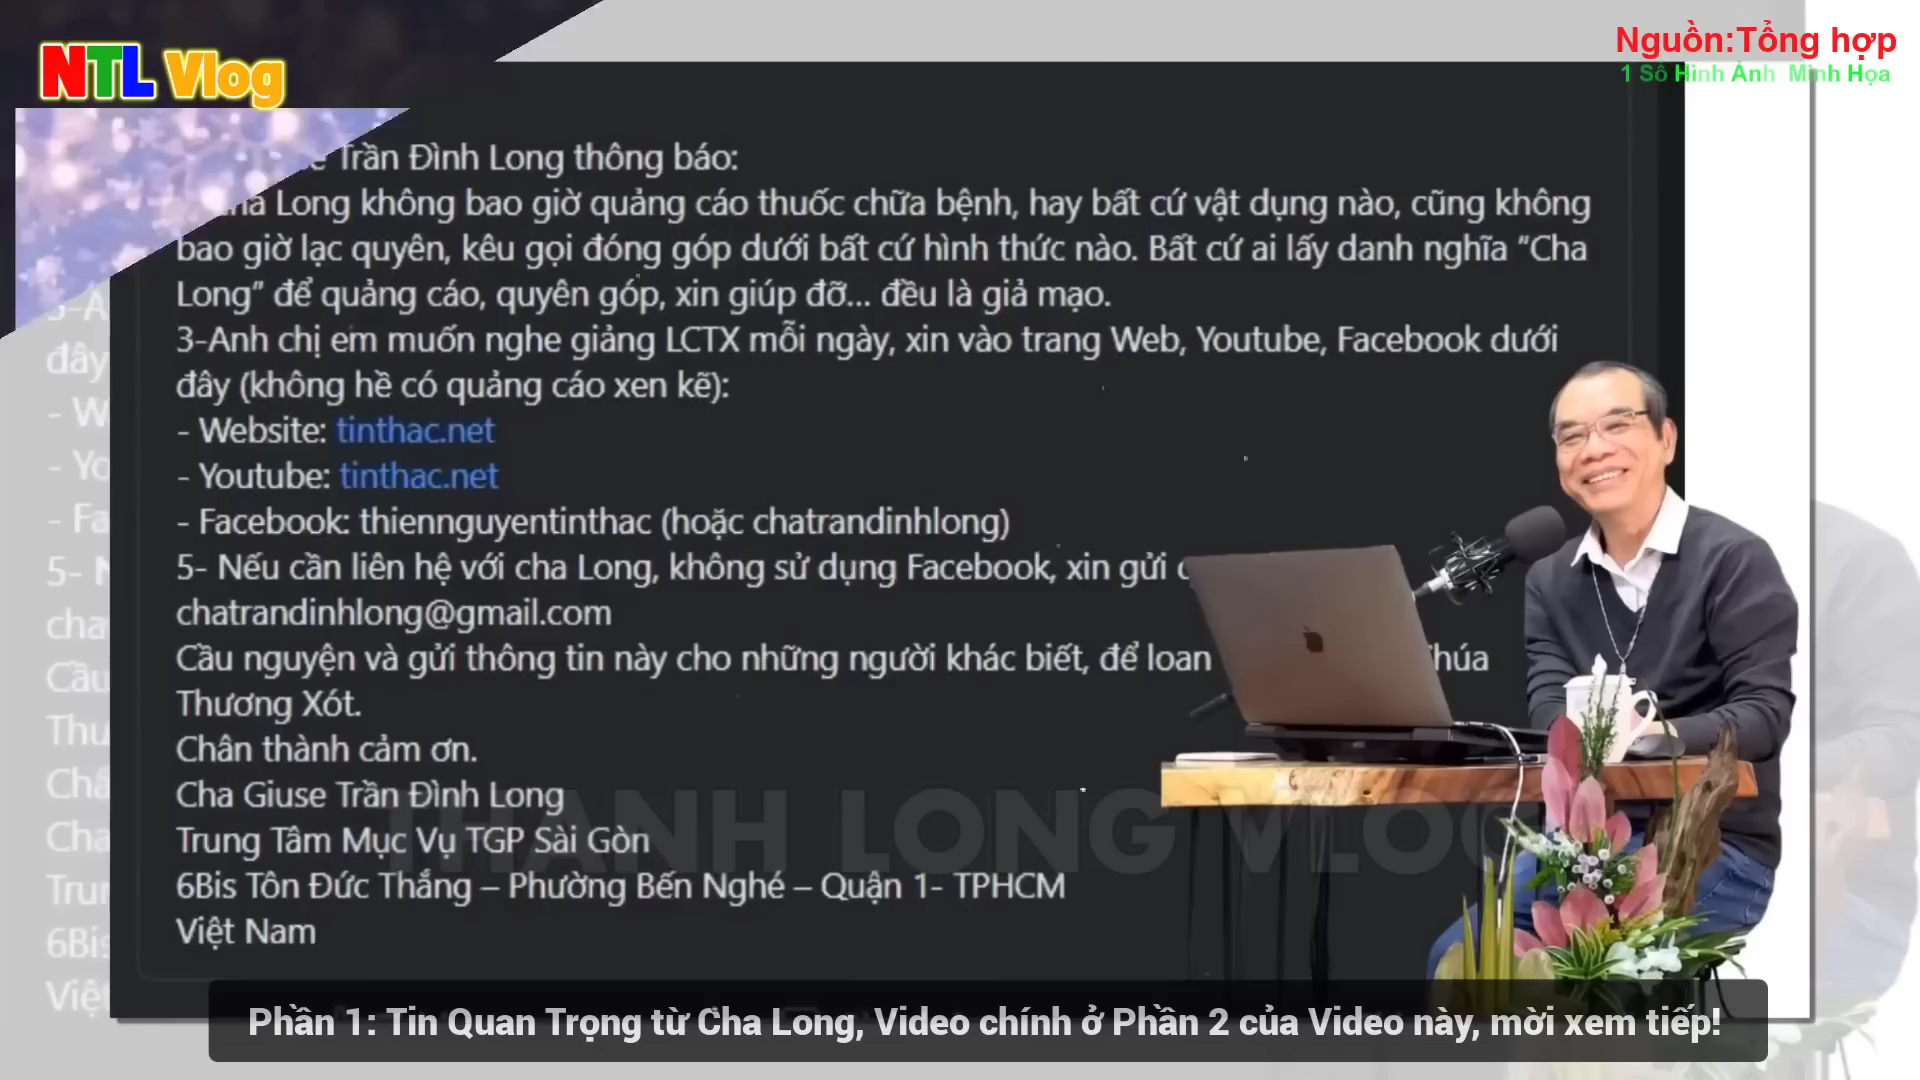 NTL Vlog
Nguồn:Tổng hợp
1 Số Hình Ảnh Minh Họa
Trần Đình Long thông báo:
Long không bao giờ quảng cáo thuốc chữa bệnh, hay bất cứ vật dụng nào, cũng không
bao giờ lạc quyên, kêu gọi đóng góp dưới bất cứ hình thức nào. Bất cứ ai lấy danh nghĩa “Cha
Long” để quảng cáo, quyên góp, xin giúp đỡ... đều là giả mạo.
3-Anh chị em muốn nghe giảng LCTX mỗi ngày, xin vào trang Web, Youtube, Facebook dưới
đây (không hề có quảng cáo xen kẽ):
- Website: tinthac.net
- Youtube: tinthac.net
- Facebook: thiennguyentinthac (hoặc chatrandinhlong)
5- Nếu cần liên hệ với cha Long, không sử dụng Facebook, xin gửi
chatrandinhlong@gmail.com
Cầu nguyện và gửi thông tin này cho những người khác biết, để loan
Thương Xót.
Chân thành cảm ơn.
Cha Giuse Trần Đình Long
Trung Tâm Mục Vụ TGP Sài Gòn
6Bis Tôn Đức Thắng – Phường Bến Nghé – Quận 1- TPHCM
Việt Nam
THANH LONG VLOG
Phần 1: Tin Quan Trọng từ Cha Long, Video chính ở Phần 2 của Video này, mời xem tiếp!